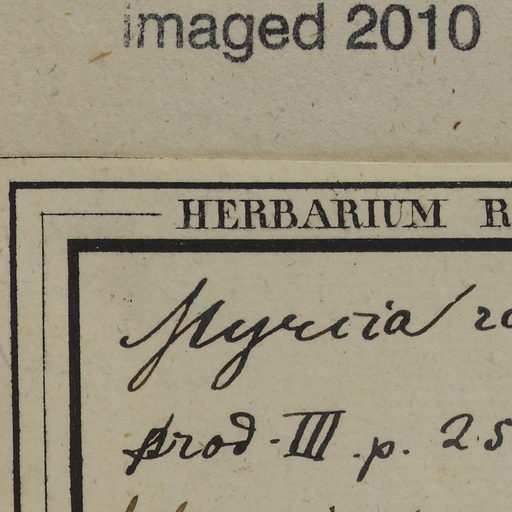 imaged 2010
HERBARIUM R
Myrcia
prod. III. p. 25